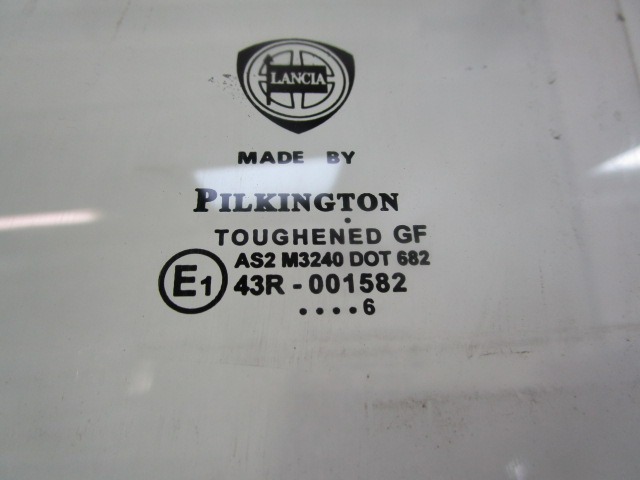 LANCIA
MADE BY
PILKINGTON
TOUGHENED GF
AS2 M3240 DOT 682
E1 43R - 001582
....6